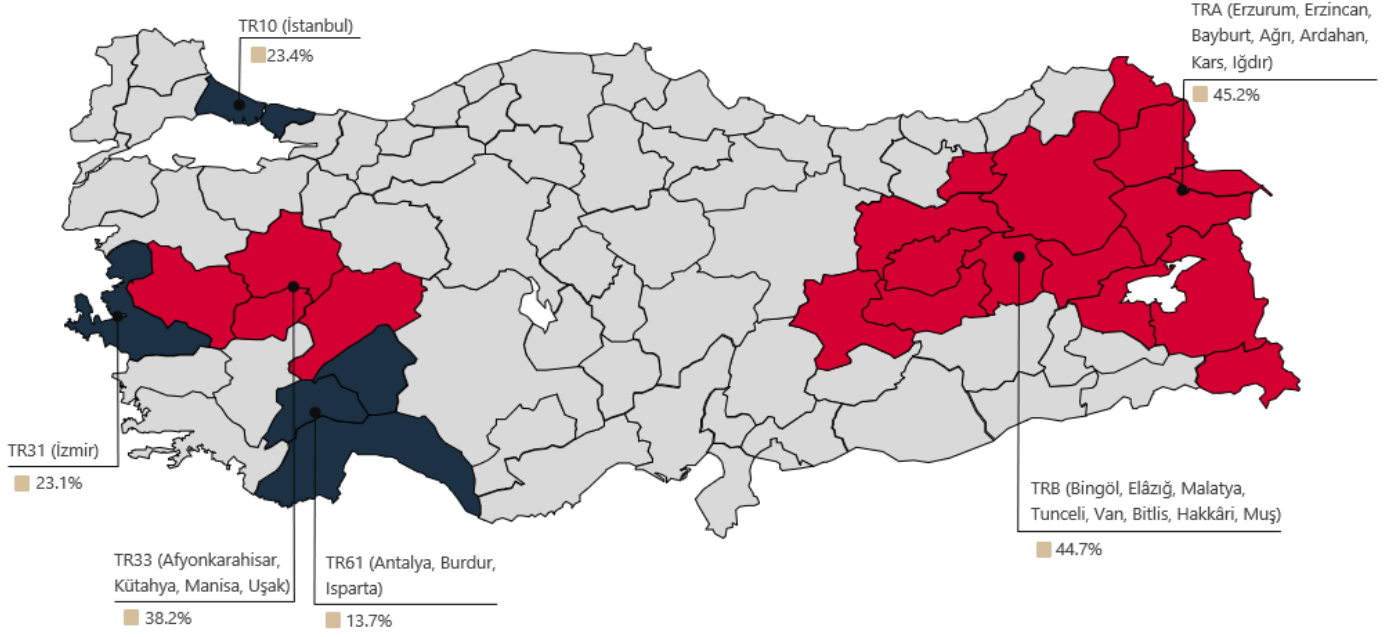 TR10 (İstanbul)
23.4%
TRA (Erzurum, Erzincan,
Bayburt, Ağrı, Ardahan,
Kars, Iğdır)
45.2%
TR31 (İzmir)
23.1%
TR33 (Afyonkarahisar,
Kütahya, Manisa, Uşak)
38.2%
TR61 (Antalya, Burdur,
Isparta)
13.7%
TRB (Bingöl, Elâzığ, Malatya,
Tunceli, Van, Bitlis, Hakkâri, Muş)
44.7%